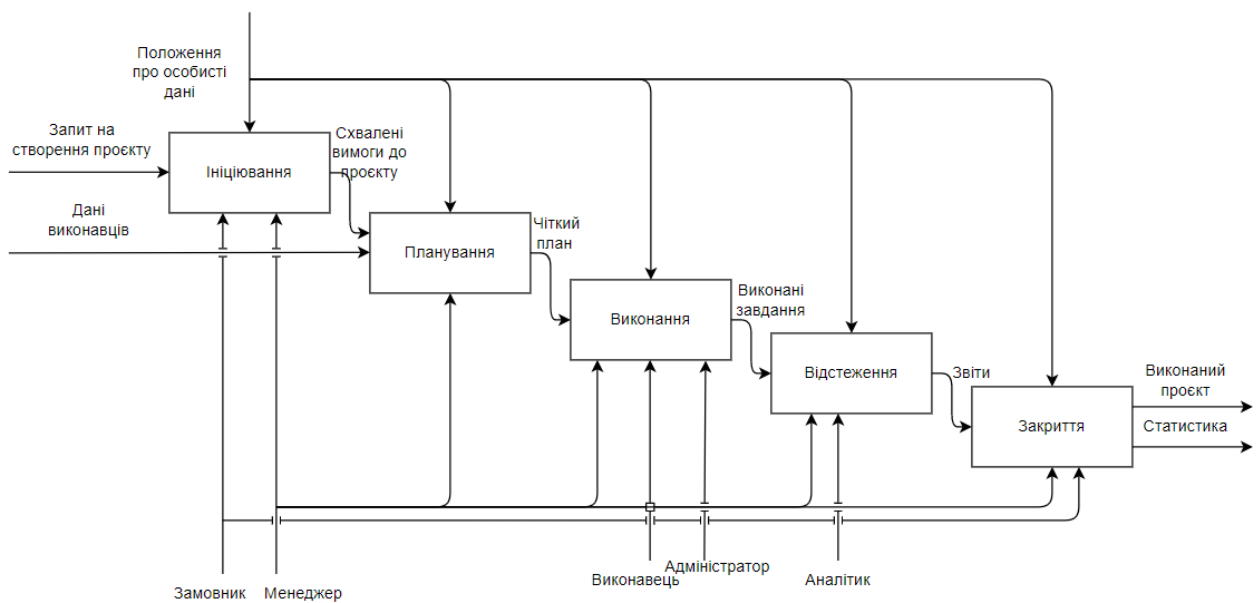 Положення
про особисті
дані
Запит на
створення проєкту
Ініціювання
Схвалені
вимоги до
проєкту
Дані
виконавців
Планування
Чіткий
план
Виконання
Виконані
завдання
Відстеження
Звіти
Закриття
Виконаний
проєкт
Статистика
Замовник
Менеджер
Виконавець
Адміністратор
Аналітик